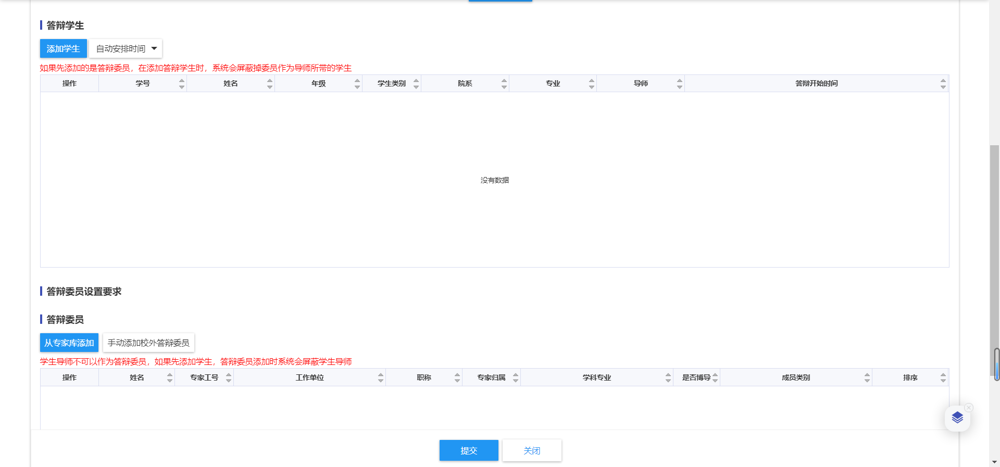 答辩学生
添加学生 自动安排时间
如果先添加的是答辩委员，在添加答辩学生时，系统会屏蔽掉委员作为导师所带的学生
操作 学号 姓名 年级 学生类别 院系 专业 导师 答辩开始时间
没有数据
答辩委员设置要求
答辩委员
从专家库添加 手动添加校外答辩委员
学生导师不可以作为答辩委员，如果先添加学生，答辩委员添加时系统会屏蔽学生导师
操作 姓名 专家工号 工作单位 职称 专家归属 学科专业 是否博导 成员类别 排序
提交 关闭